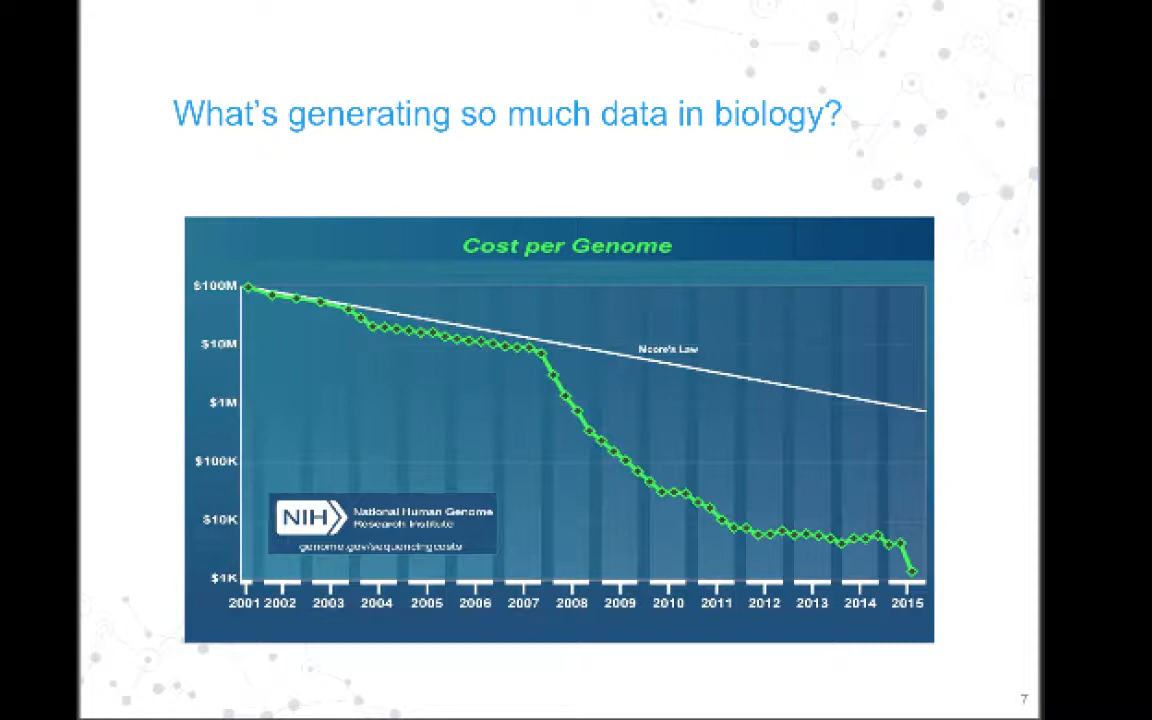 What's generating so much data in biology?
Cost per Genome
$100M
$10M
$1M
$100K
$10K
$1K
Moore's Law
NIH
National Human Genome
Research Institute
genome.gov/sequencingcosts
2001 2002 2003 2004 2005 2006 2007 2008 2009 2010 2011 2012 2013 2014 2015
7